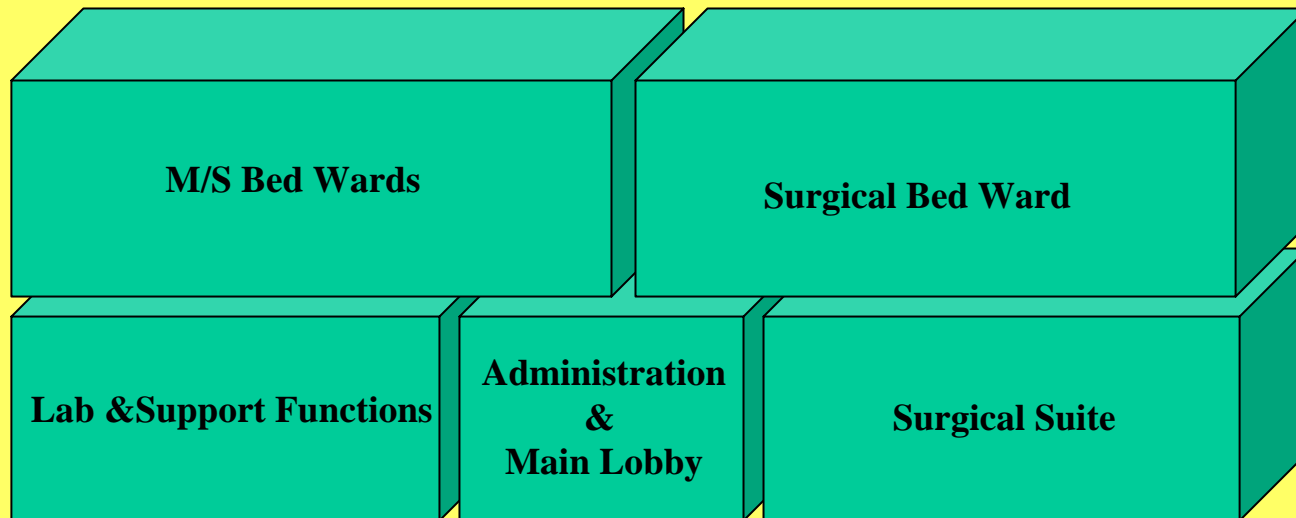 M/S Bed Wards
Surgical Bed Ward
Lab &Support Functions
Administration
&
Main Lobby
Surgical Suite